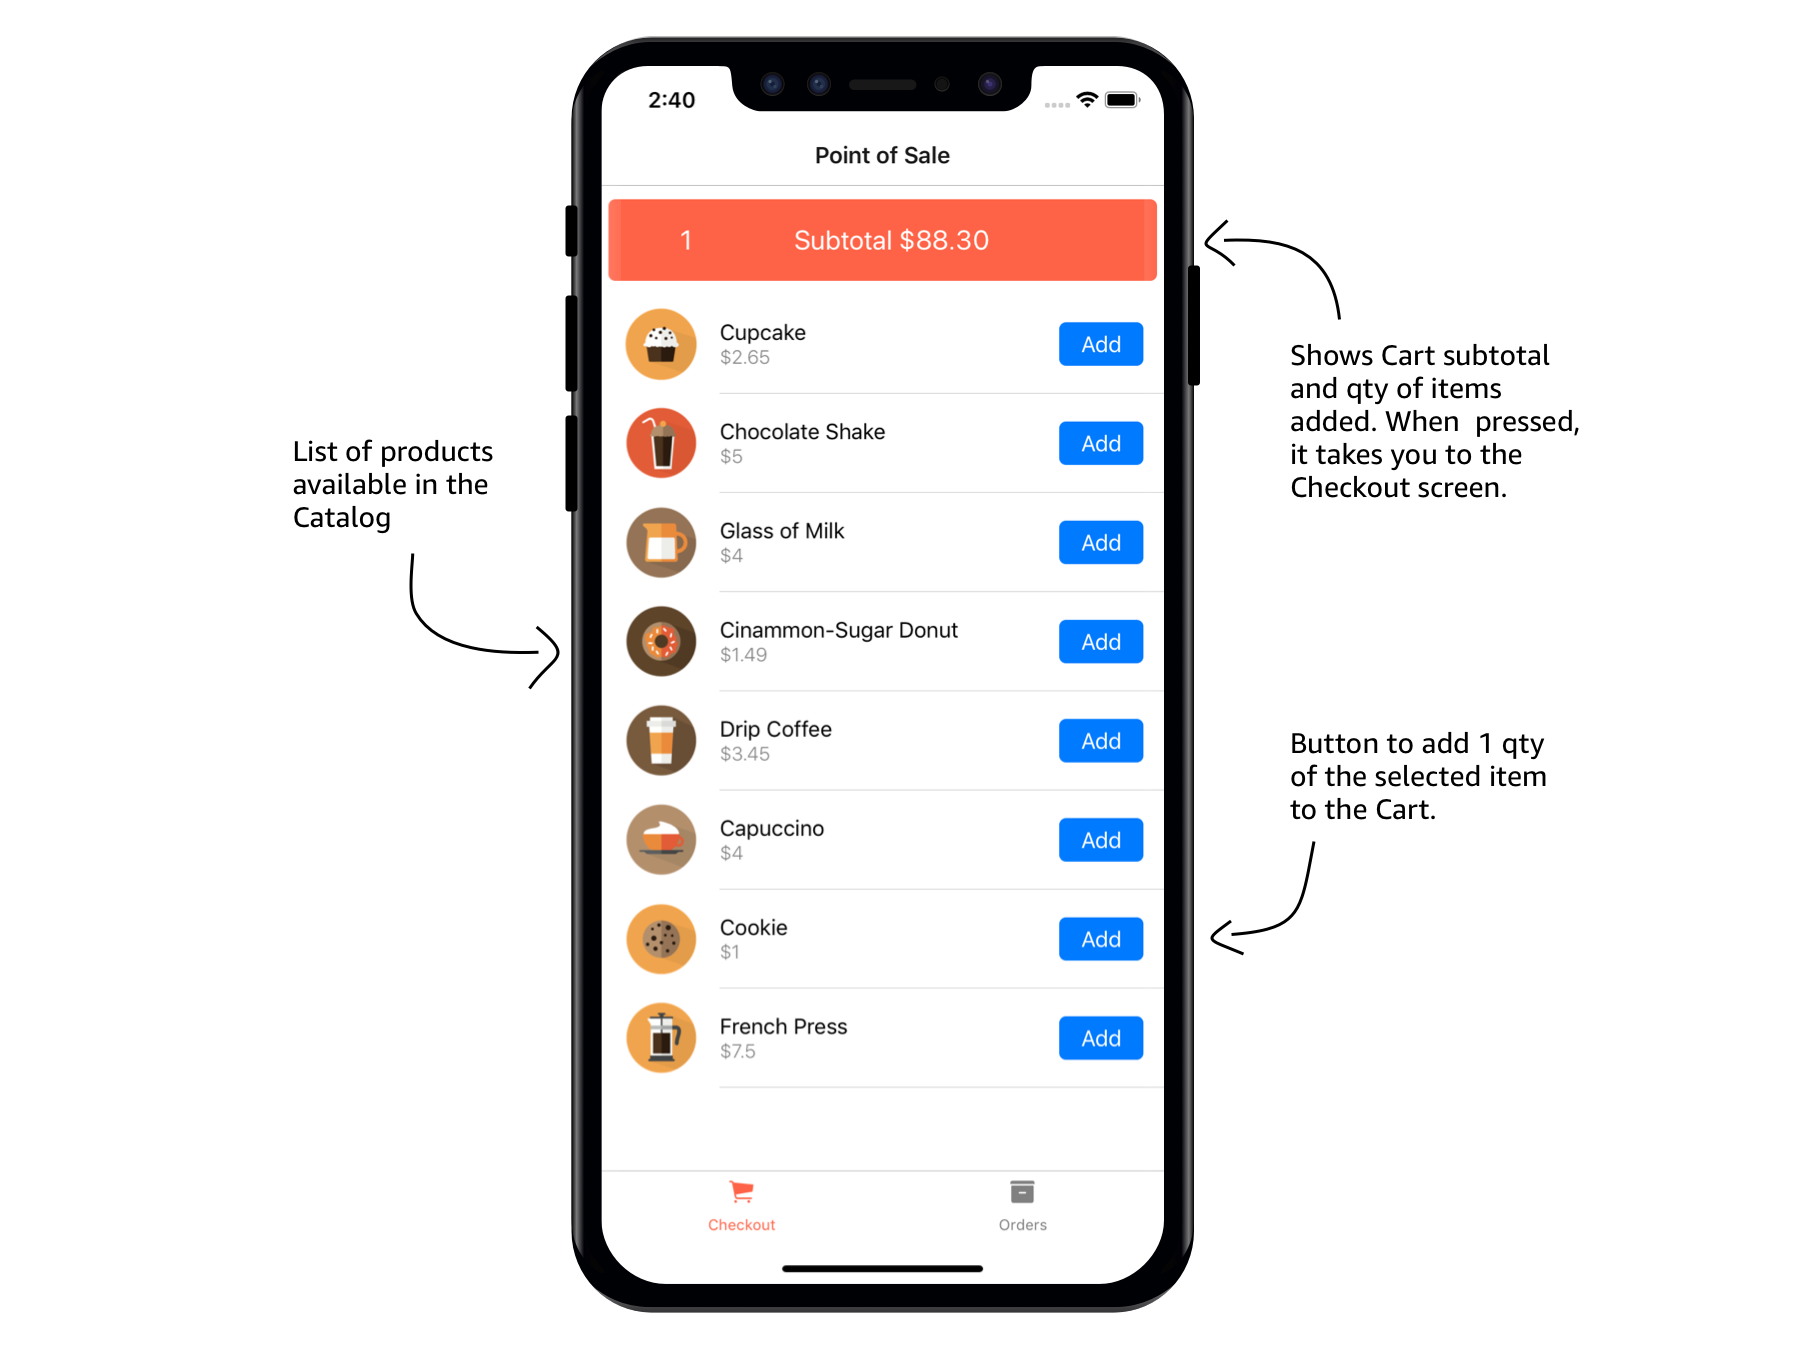 2:40
Point of Sale
1 Subtotal $88.30
Cupcake
$2.65
Add
Chocolate Shake
$5
Add
Glass of Milk
$4
Add
Cinammon-Sugar Donut
$1.49
Add
Drip Coffee
$3.45
Add
Capuccino
$4
Add
Cookie
$1
Add
French Press
$7.5
Add
Checkout
Orders
List of products
available in the
Catalog
Shows Cart subtotal
and qty of items
added. When  pressed,
it takes you to the
Checkout screen.
Button to add 1 qty
of the selected item
to the Cart.